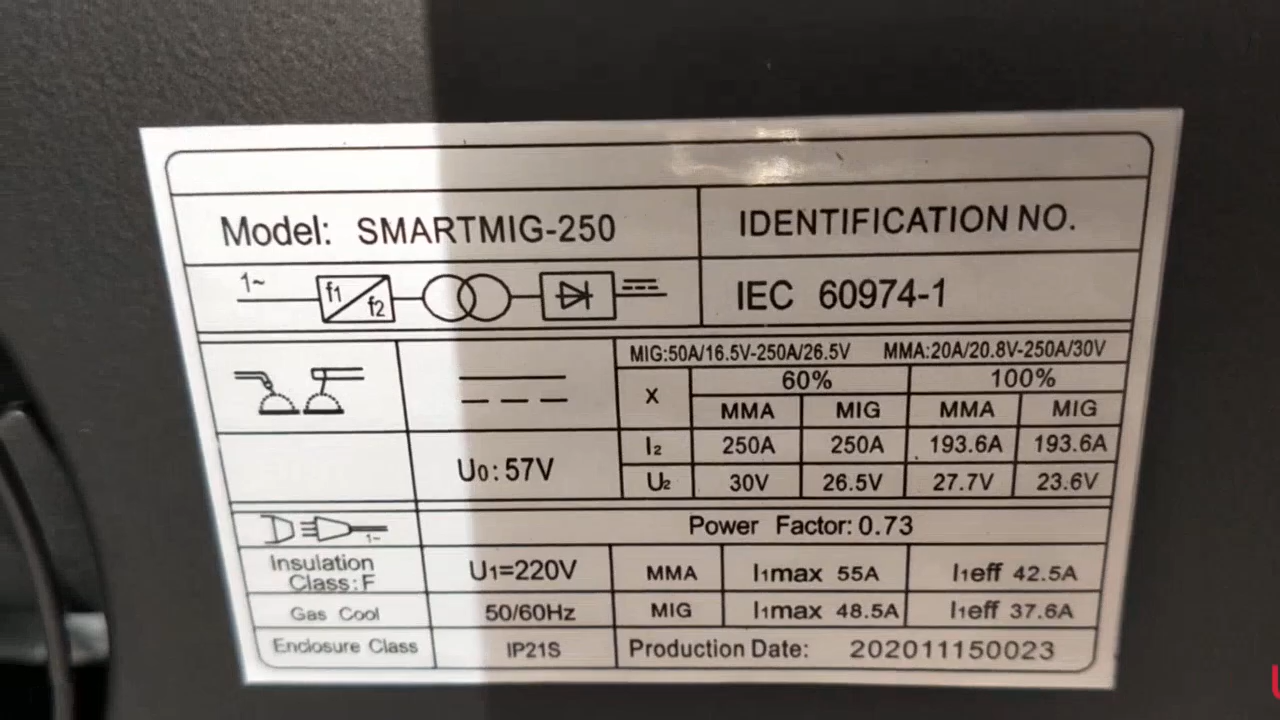 Model: SMARTMIG-250
IDENTIFICATION NO.
1~ f1 f2
IEC 60974-1
MIG:50A/16.5V-250A/26.5V MMA:20A/20.8V-250A/30V
X 60% 100%
MMA MIG MMA MIG
I2 250A 250A 193.6A 193.6A
U0: 57V
U2 30V 26.5V 27.7V 23.6V
1~ Power Factor: 0.73
Insulation Class: F U1=220V MMA I1max 55A I1eff 42.5A
Gas Cool 50/60Hz MIG I1max 48.5A I1eff 37.6A
Enclosure Class IP21S Production Date: 202011150023